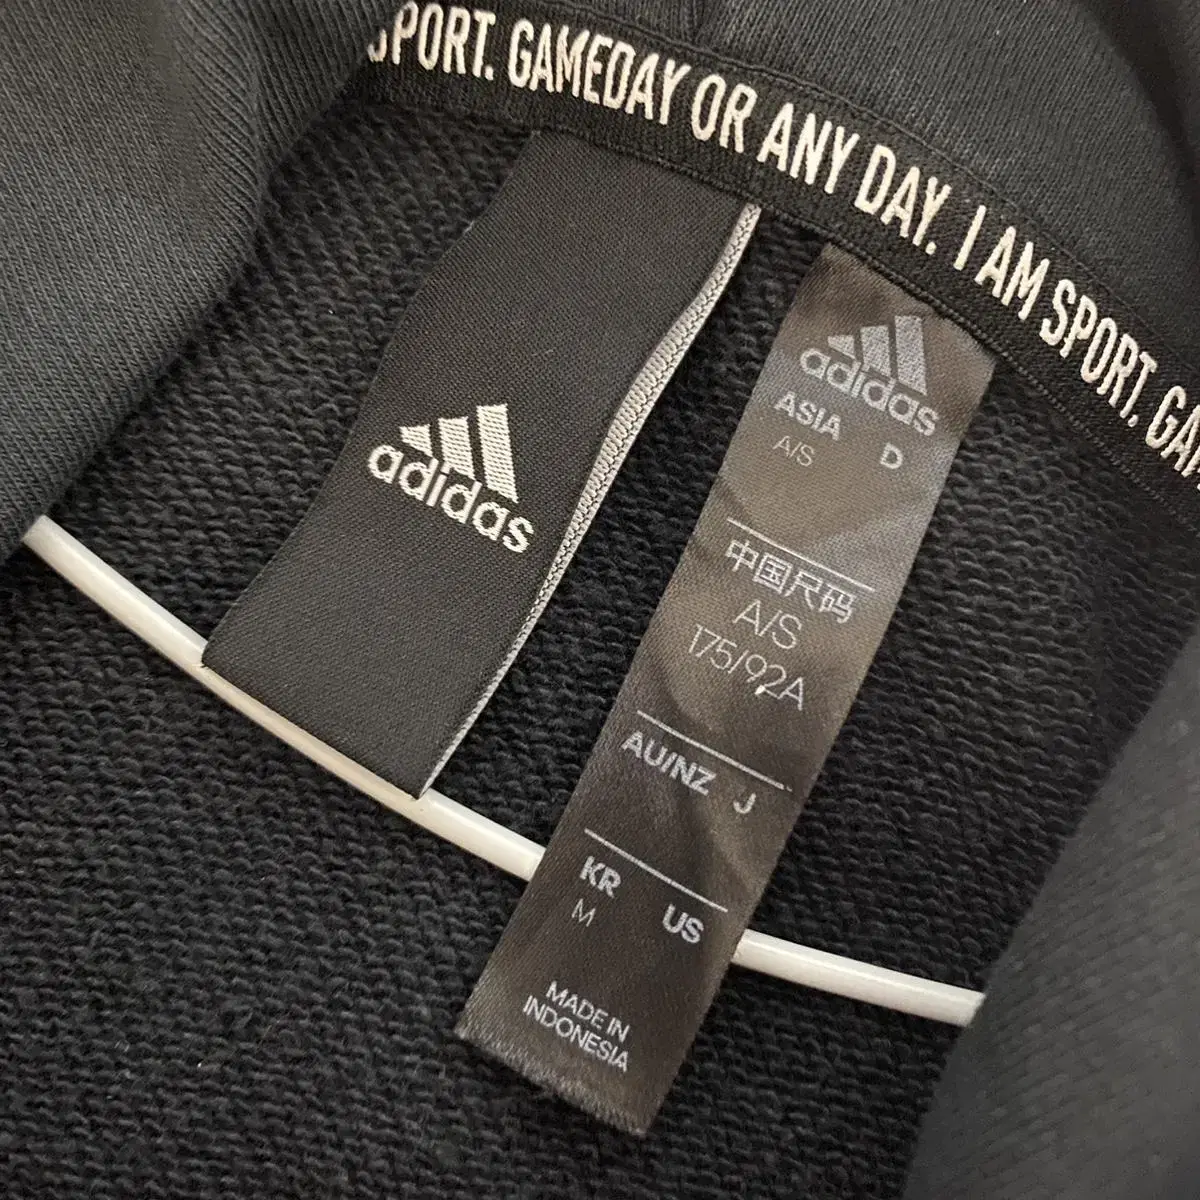 SPORT. GAMEDAY OR ANY DAY. I AM SPORT. GA
adidas
adidas
ASIA D
A/S
中国尺码
A/S
175/92A
AU/NZ J
KR US
M
MADE IN
INDONESIA